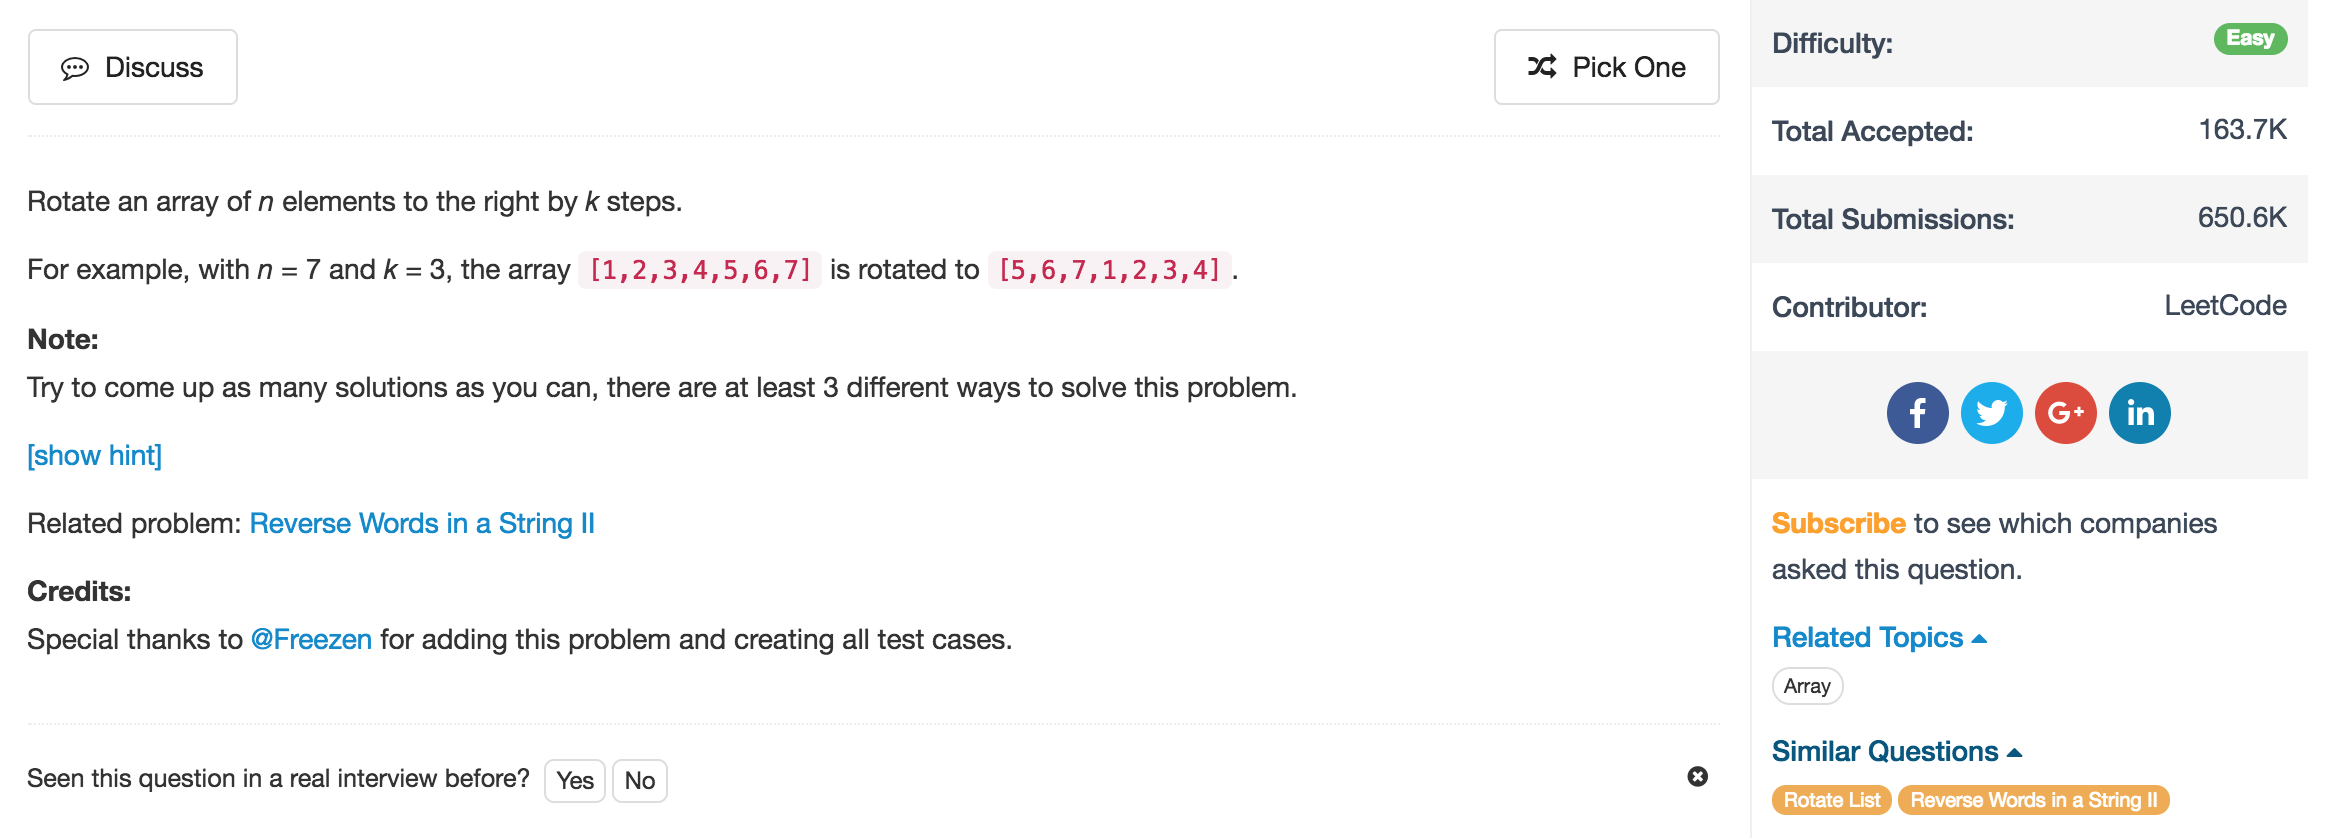 Discuss
Pick One
Rotate an array of n elements to the right by k steps.
For example, with n = 7 and k = 3, the array [1,2,3,4,5,6,7] is rotated to [5,6,7,1,2,3,4].
Note:
Try to come up as many solutions as you can, there are at least 3 different ways to solve this problem.
[show hint]
Related problem: Reverse Words in a String II
Credits:
Special thanks to @Freezen for adding this problem and creating all test cases.
Seen this question in a real interview before? Yes No
Difficulty: Easy
Total Accepted: 163.7K
Total Submissions: 650.6K
Contributor: LeetCode
f G+ in
Subscribe to see which companies
asked this question.
Related Topics
Array
Similar Questions
Rotate List Reverse Words in a String II